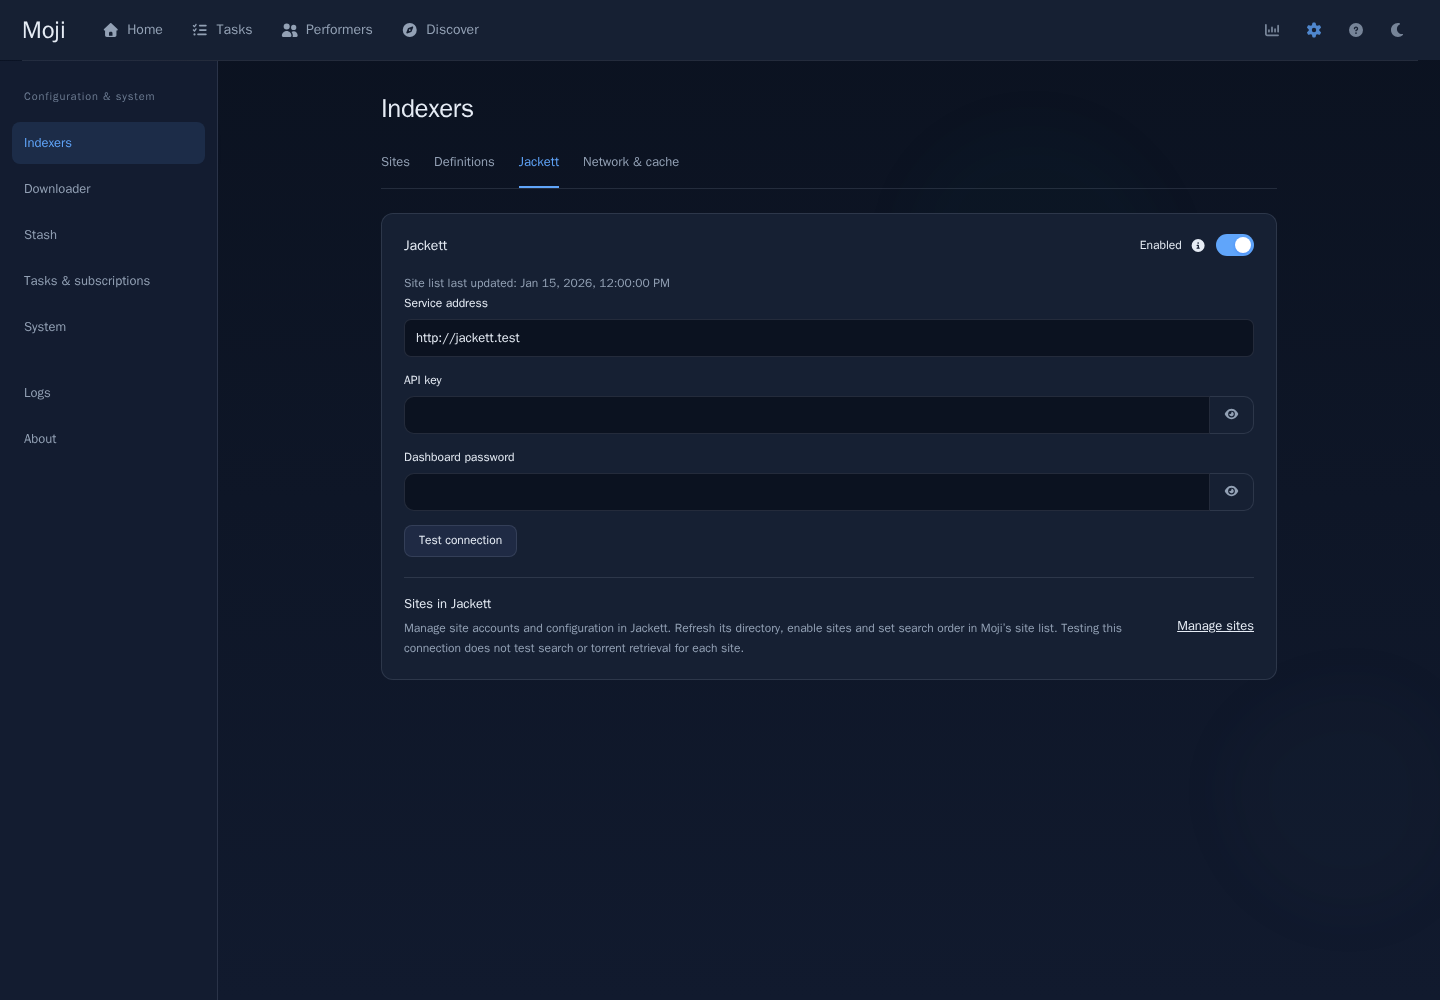 Moji
Home
Tasks
Performers
Discover
Configuration & system
Indexers
Downloader
Stash
Tasks & subscriptions
System
Logs
About
Indexers
Sites
Definitions
Jackett
Network & cache
Jackett
Enabled
Site list last updated: Jan 15, 2026, 12:00:00 PM
Service address
http://jackett.test
API key
Dashboard password
Test connection
Sites in Jackett
Manage site accounts and configuration in Jackett. Refresh its directory, enable sites and set search order in Moji's site list. Testing this
connection does not test search or torrent retrieval for each site.
Manage sites